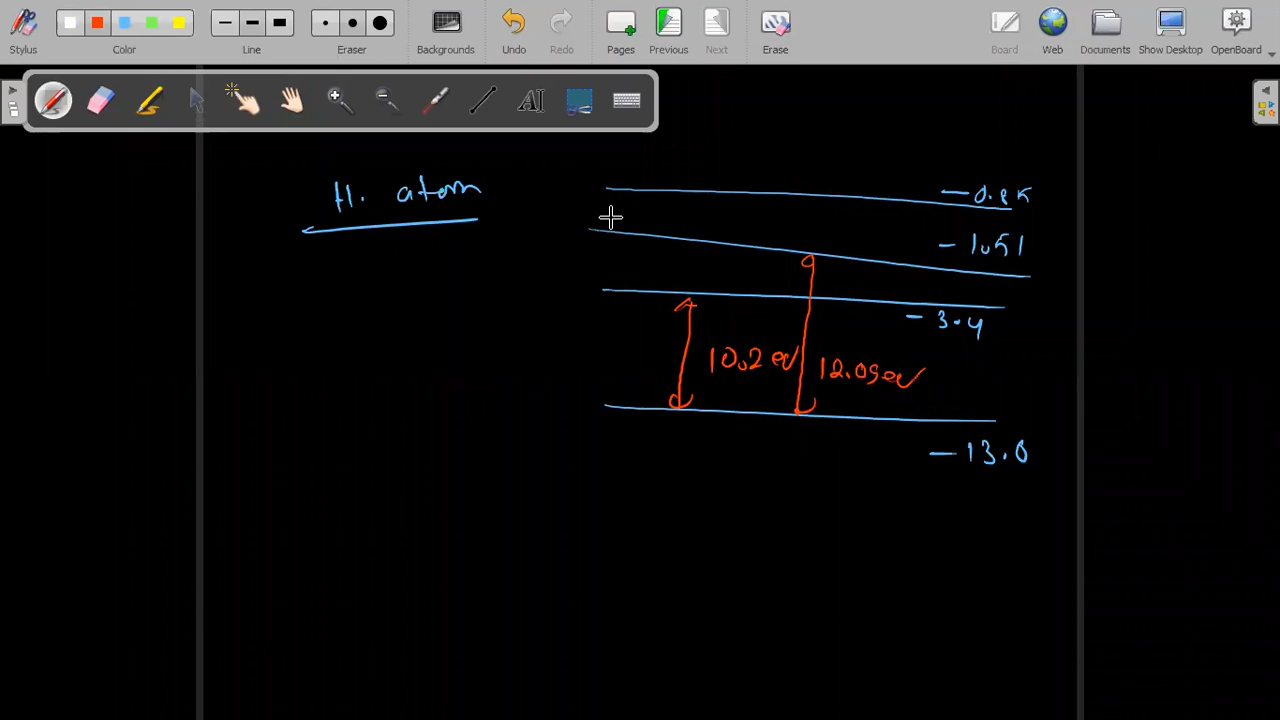 Stylus Color Line Eraser Backgrounds Undo Redo Pages Previous Next Erase Board Web Documents Show Desktop OpenBoard
H. atom
- 0.85
- 1.51
- 3.4
10.2 eV 12.09 eV
- 13.6